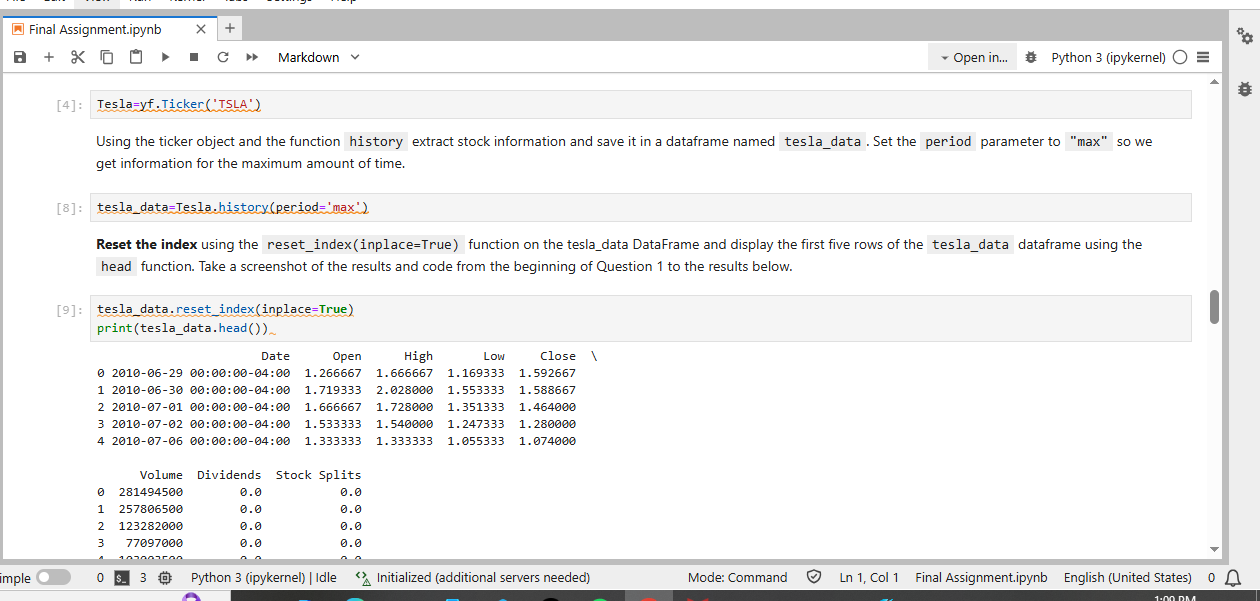 Final Assignment.ipynb
Markdown
Open in...
Python 3 (ipykernel)
[4]:
Tesla=yf.Ticker('TSLA')
Using the ticker object and the function history extract stock information and save it in a dataframe named tesla_data. Set the period parameter to "max" so we
get information for the maximum amount of time.
[8]:
tesla_data=Tesla.history(period='max')
Reset the index using the reset_index(inplace=True) function on the tesla_data DataFrame and display the first five rows of the tesla_data dataframe using the
head function. Take a screenshot of the results and code from the beginning of Question 1 to the results below.
[9]:
tesla_data.reset_index(inplace=True)
print(tesla_data.head())
Date Open High Low Close \
0 2010-06-29 00:00:00-04:00 1.266667 1.666667 1.169333 1.592667
1 2010-06-30 00:00:00-04:00 1.719333 2.028000 1.553333 1.588667
2 2010-07-01 00:00:00-04:00 1.666667 1.728000 1.351333 1.464000
3 2010-07-02 00:00:00-04:00 1.533333 1.540000 1.247333 1.280000
4 2010-07-06 00:00:00-04:00 1.333333 1.333333 1.055333 1.074000
Volume Dividends Stock Splits
0 281494500 0.0 0.0
1 257806500 0.0 0.0
2 123282000 0.0 0.0
3 77097000 0.0 0.0
imple 0 3 Python 3 (ipykernel) | Idle Initialized (additional servers needed) Mode: Command Ln 1, Col 1 Final Assignment.ipynb English (United States) 0
1:09 PM